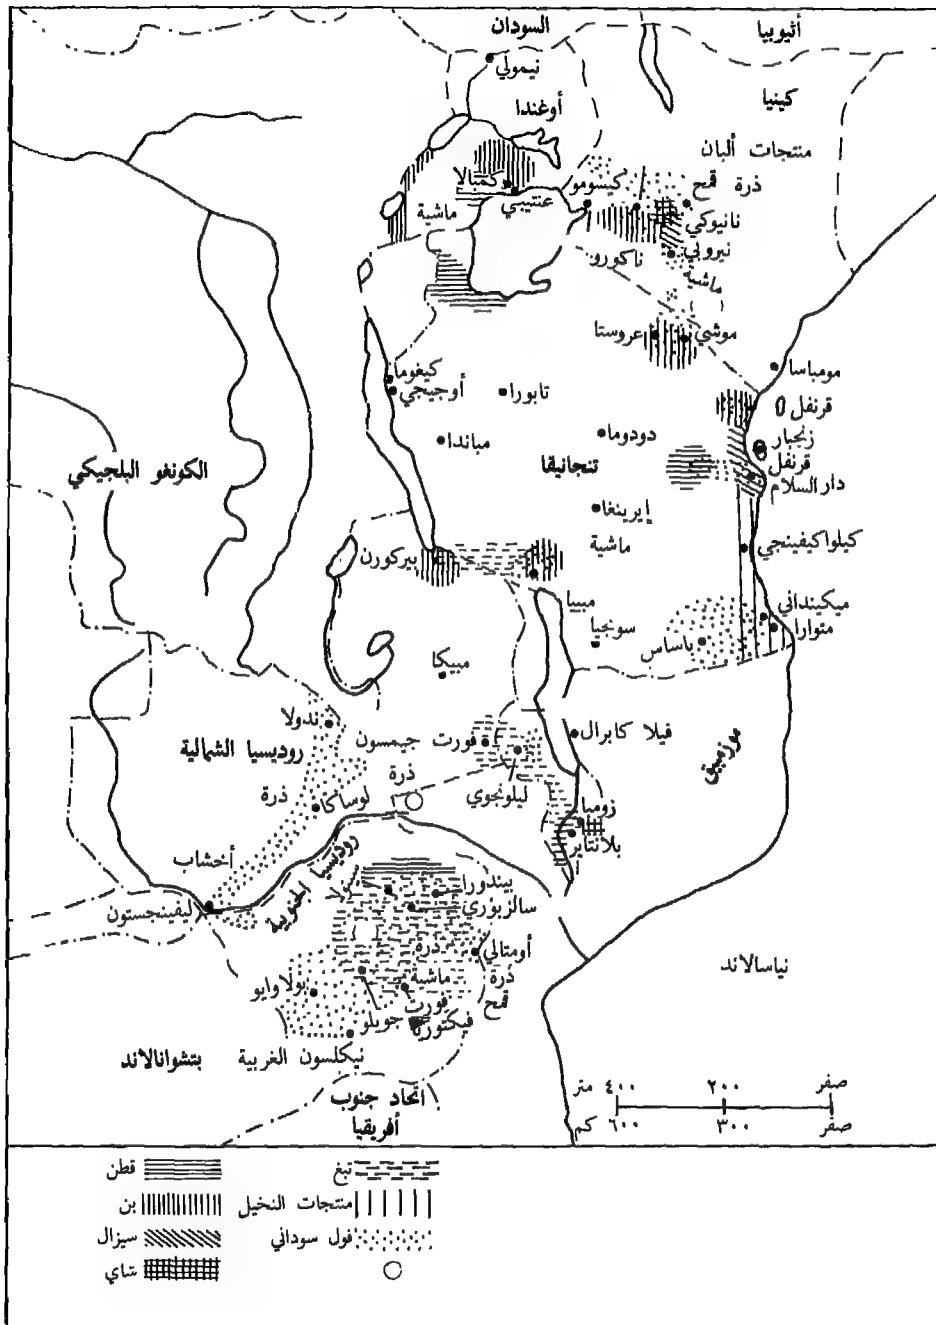 السودان
أثيوبيا
نيمولي
كينيا
أوغندا
منتجات ألبان
ذرة قمح
كمبالا
كيسومو
عنتيبي
ماشية
نانيوكي
نيرولي
ناكورو
ماشية
عروستا
موشي
مومباسا
كيغوما
أوجيجي
تابورا
قرنفل
زنجبار
مباندا
دودوما
قرنفل
دار السلام
تنجانيقا
الكونغو البلجيكي
إيرينغا
ماشية
كيلواكيفينجي
بيركورن
مبيبا
ميكينداني
متوارا
سونجيا
باساس
مبيكا
ندولا
روديسيا الشمالية
فورت جيمسون
فيلا كابرال
موزمبيق
ذرة
ذرة
لوساكا
ليلونجوي
زومبا
بلانتاير
أخشاب
روديسيا الجنوبية
بيندورا
سالزبوري
ليفينجستون
أومتالي
ذرة
ذرة
قمح
ماشية
نياسالاند
بولاوايو
فورت
فيكتوريا
جويلو
نيكلسون الغربية
بتشوانالاند
اتحاد جنوب
أفريقيا
صفر ٢٠٠ ٤٠٠ متر
صفر ٣٠٠ ٦٠٠ كم
تبغ
قطن
منتجات النخيل
بن
فول سوداني
سيزال
شاي